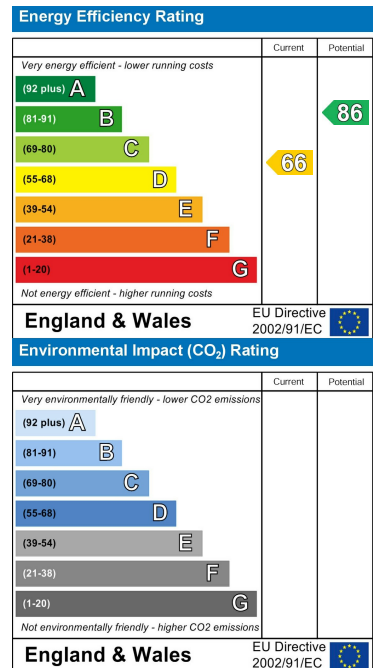 Energy Efficiency Rating
Current Potential
Very energy efficient - lower running costs
(92 plus) A
(81-91) B
86
(69-80) C
66
(55-68) D
(39-54) E
(21-38) F
(1-20) G
Not energy efficient - higher running costs
England & Wales
EU Directive
2002/91/EC
Environmental Impact (CO₂) Rating
Current Potential
Very environmentally friendly - lower CO2 emissions
(92 plus) A
(81-91) B
(69-80) C
(55-68) D
(39-54) E
(21-38) F
(1-20) G
Not environmentally friendly - higher CO2 emissions
England & Wales
EU Directive
2002/91/EC